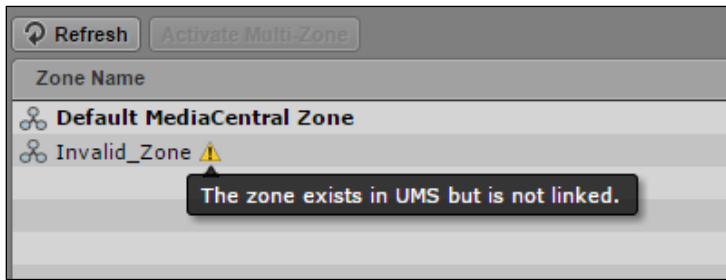 Refresh
Activate Multi-Zone
Zone Name
Default MediaCentral Zone
Invalid_Zone
The zone exists in UMS but is not linked.